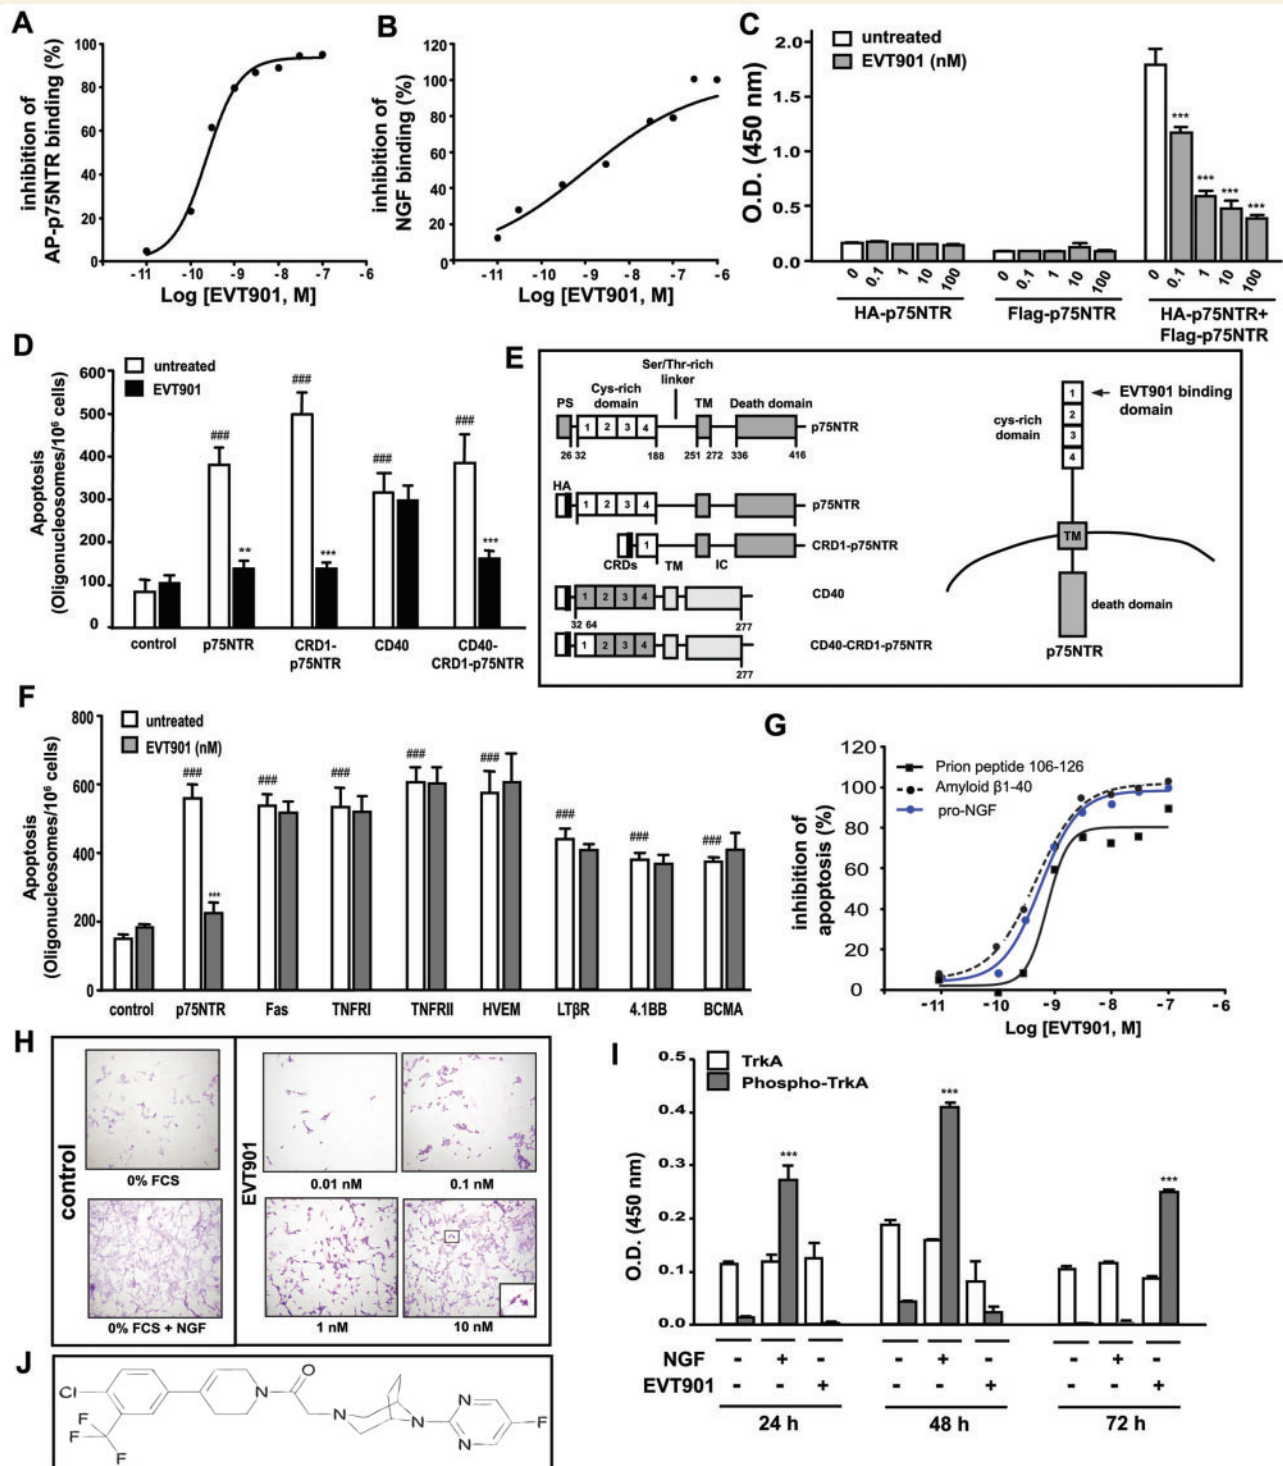 A
inhibition of
AP-p75NTR binding (%)
100
80
60
40
20
0
-11 -10 -9 -8 -7 -6
Log [EVT901, M]
B
inhibition of
NGF binding (%)
120
100
80
60
40
20
0
-11 -10 -9 -8 -7 -6
Log [EVT901, M]
C
untreated
EVT901 (nM)
O.D. (450 nm)
2.0
1.5
1.0
0.5
0.0
*** *** *** ***
0 0.1 1 10 100 0 0.1 1 10 100 0 0.1 1 10 100
HA-p75NTR Flag-p75NTR HA-p75NTR+
Flag-p75NTR
D
untreated
EVT901
Apoptosis
(Oligonucleosomes/10⁶ cells)
600
500
400
300
200
100
0
### ** ### *** ### ### ***
control p75NTR CRD1- CD40 CD40-
p75NTR CRD1-p75NTR
E
Ser/Thr-rich
linker
PS Cys-rich TM Death domain
domain
1 2 3 4 p75NTR
26 32 188 251 272 336 416
HA
1 2 3 4 p75NTR
1 CRD1-p75NTR
CRDs TM IC
1 2 3 4 CD40
32 64 277
1 2 3 4 CD40-CRD1-p75NTR
277
1 EVT901 binding
domain
2
cys-rich
domain
3
4
TM
death domain
p75NTR
F
untreated
EVT901 (nM)
Apoptosis
(Oligonucleosomes/10⁶ cells)
800
600
400
200
0
### *** ### ### ### ### ### ### ###
control p75NTR Fas TNFRI TNFRII HVEM LTβR 4.1BB BCMA
G
Prion peptide 106-126
Amyloid β1-40
pro-NGF
inhibition of
apoptosis (%)
120
100
80
60
40
20
0
-11 -10 -9 -8 -7 -6
Log [EVT901, M]
H
control
0% FCS
0% FCS + NGF
EVT901
0.01 nM 0.1 nM
1 nM 10 nM
I
TrkA
Phospho-TrkA
O.D. (450 nm)
0.5
0.4
0.3
0.2
0.1
0.0
*** *** ***
NGF - + - - + - - + -
EVT901 - - + - - + - - +
24 h 48 h 72 h
J
Cl
F
F
F
N
O
N
N
N
N
F